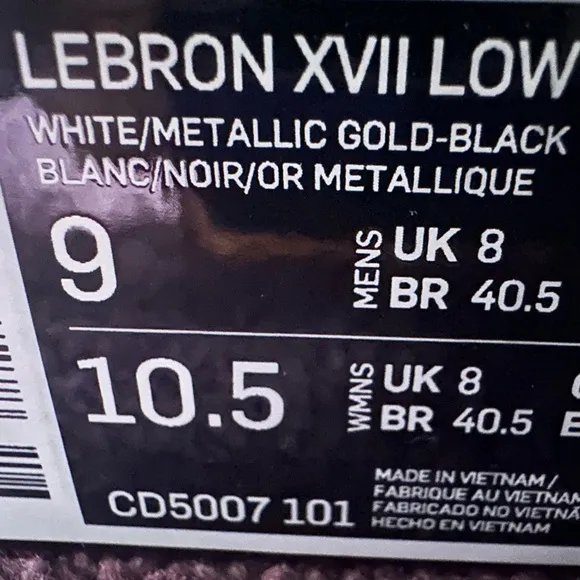 LEBRON XVII LOW
WHITE/METALLIC GOLD-BLACK
BLANC/NOIR/OR METALLIQUE
9
MENS
UK 8
BR 40.5
10.5
WMNS
UK 8
BR 40.5
CD5007 101
MADE IN VIETNAM/
FABRIQUE AU VIETNAM
FABRICADO NO VIETNÃ
HECHO EN VIETNAM